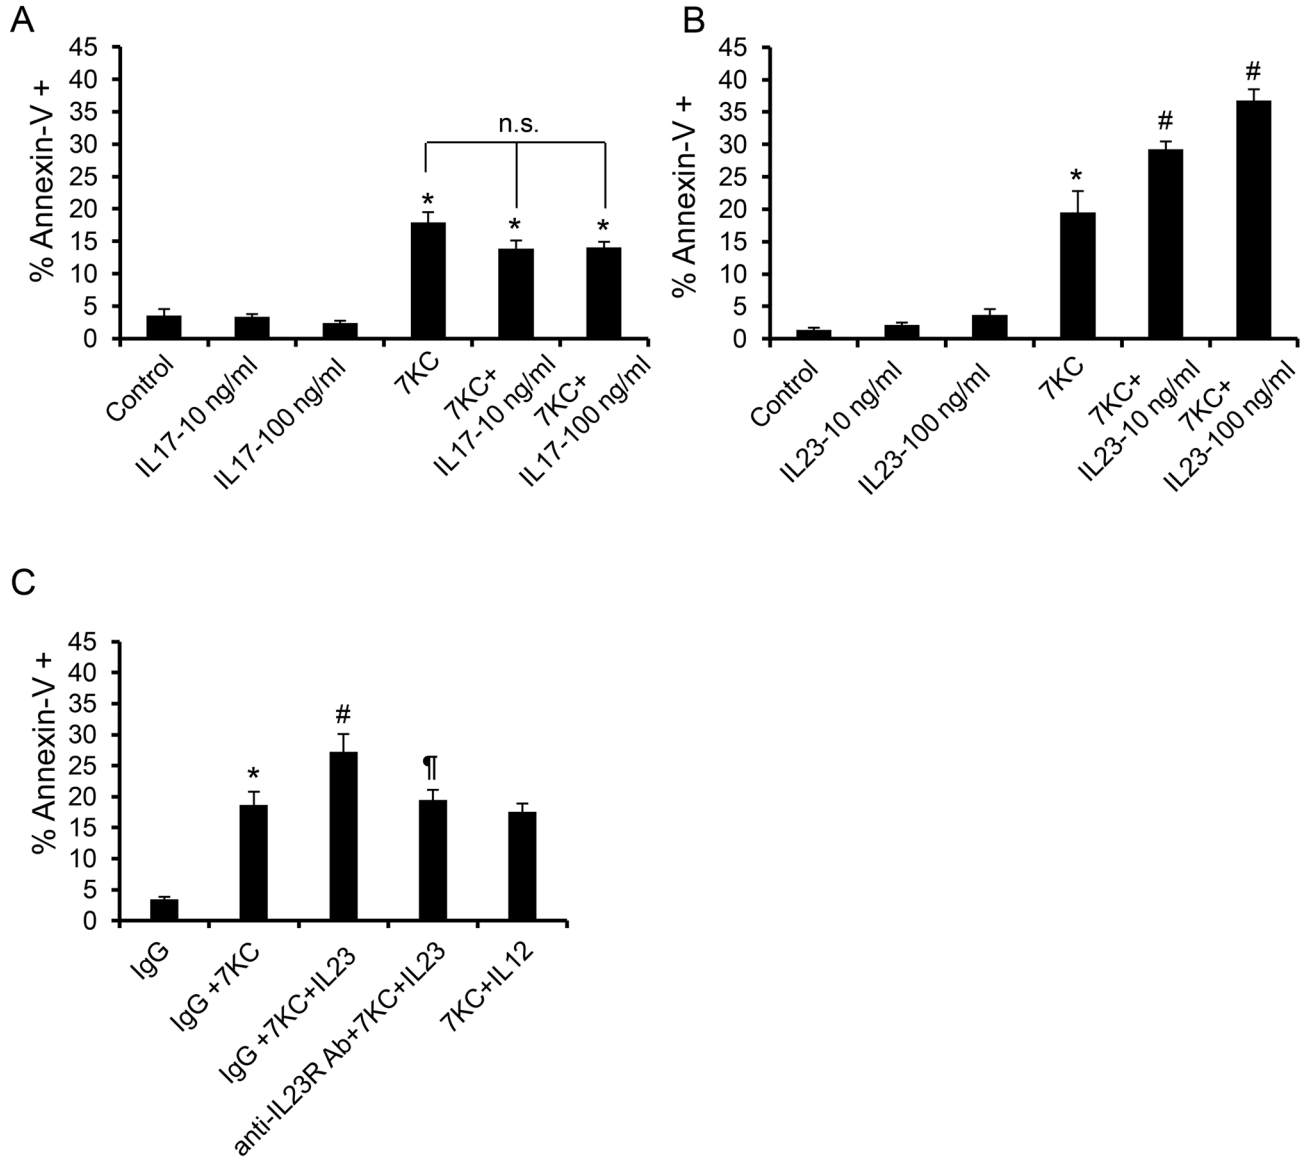 A
% Annexin-V +
45
40
35
30
25
20
15
10
5
0
n.s.
*
*
*
Control
IL17-10 ng/ml
IL17-100 ng/ml
7KC
7KC+
IL17-10 ng/ml
7KC+
IL17-100 ng/ml
B
% Annexin-V +
45
40
35
30
25
20
15
10
5
0
*
#
#
Control
IL23-10 ng/ml
IL23-100 ng/ml
7KC
7KC+
IL23-10 ng/ml
7KC+
IL23-100 ng/ml
C
% Annexin-V +
45
40
35
30
25
20
15
10
5
0
*
#
¶
IgG
IgG +7KC
IgG +7KC+IL23
anti-IL23R Ab+7KC+IL23
7KC+IL12